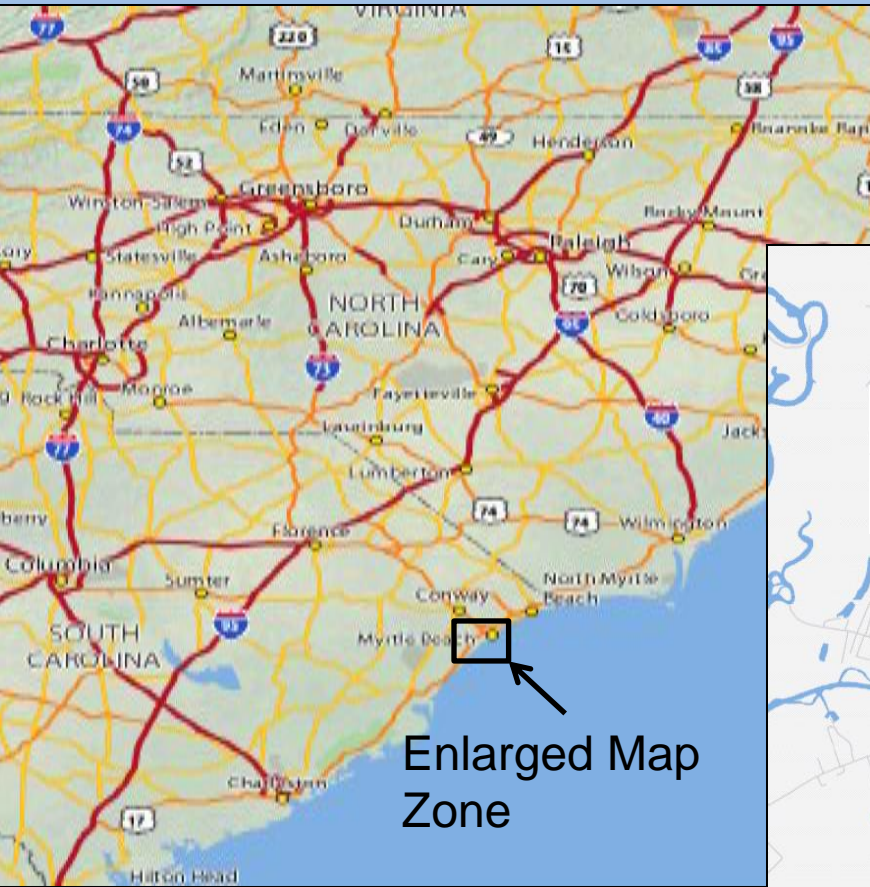 VIRGINIA
77
220
15
85
95
50
Martinsville
58
74
Eden
Danville
49
Henderson
Roanoke Rap
52
Greensboro
Winston-Salem
High Point
Durham
Rocky Mount
Statesville
Asheboro
Cary
Raleigh
Wilson
70
Kannapolis
NORTH
CAROLINA
Albemarle
Goldsboro
Charlotte
73
Rock Hill
Monroe
Fayetteville
40
Laurinburg
77
Lumberton
74
74
Wilmington
Florence
Columbia
Sumter
North Myrtle
Beach
Conway
95
SOUTH
CAROLINA
Myrtle Beach
Enlarged Map
Zone
Charleston
17
Hilton Head